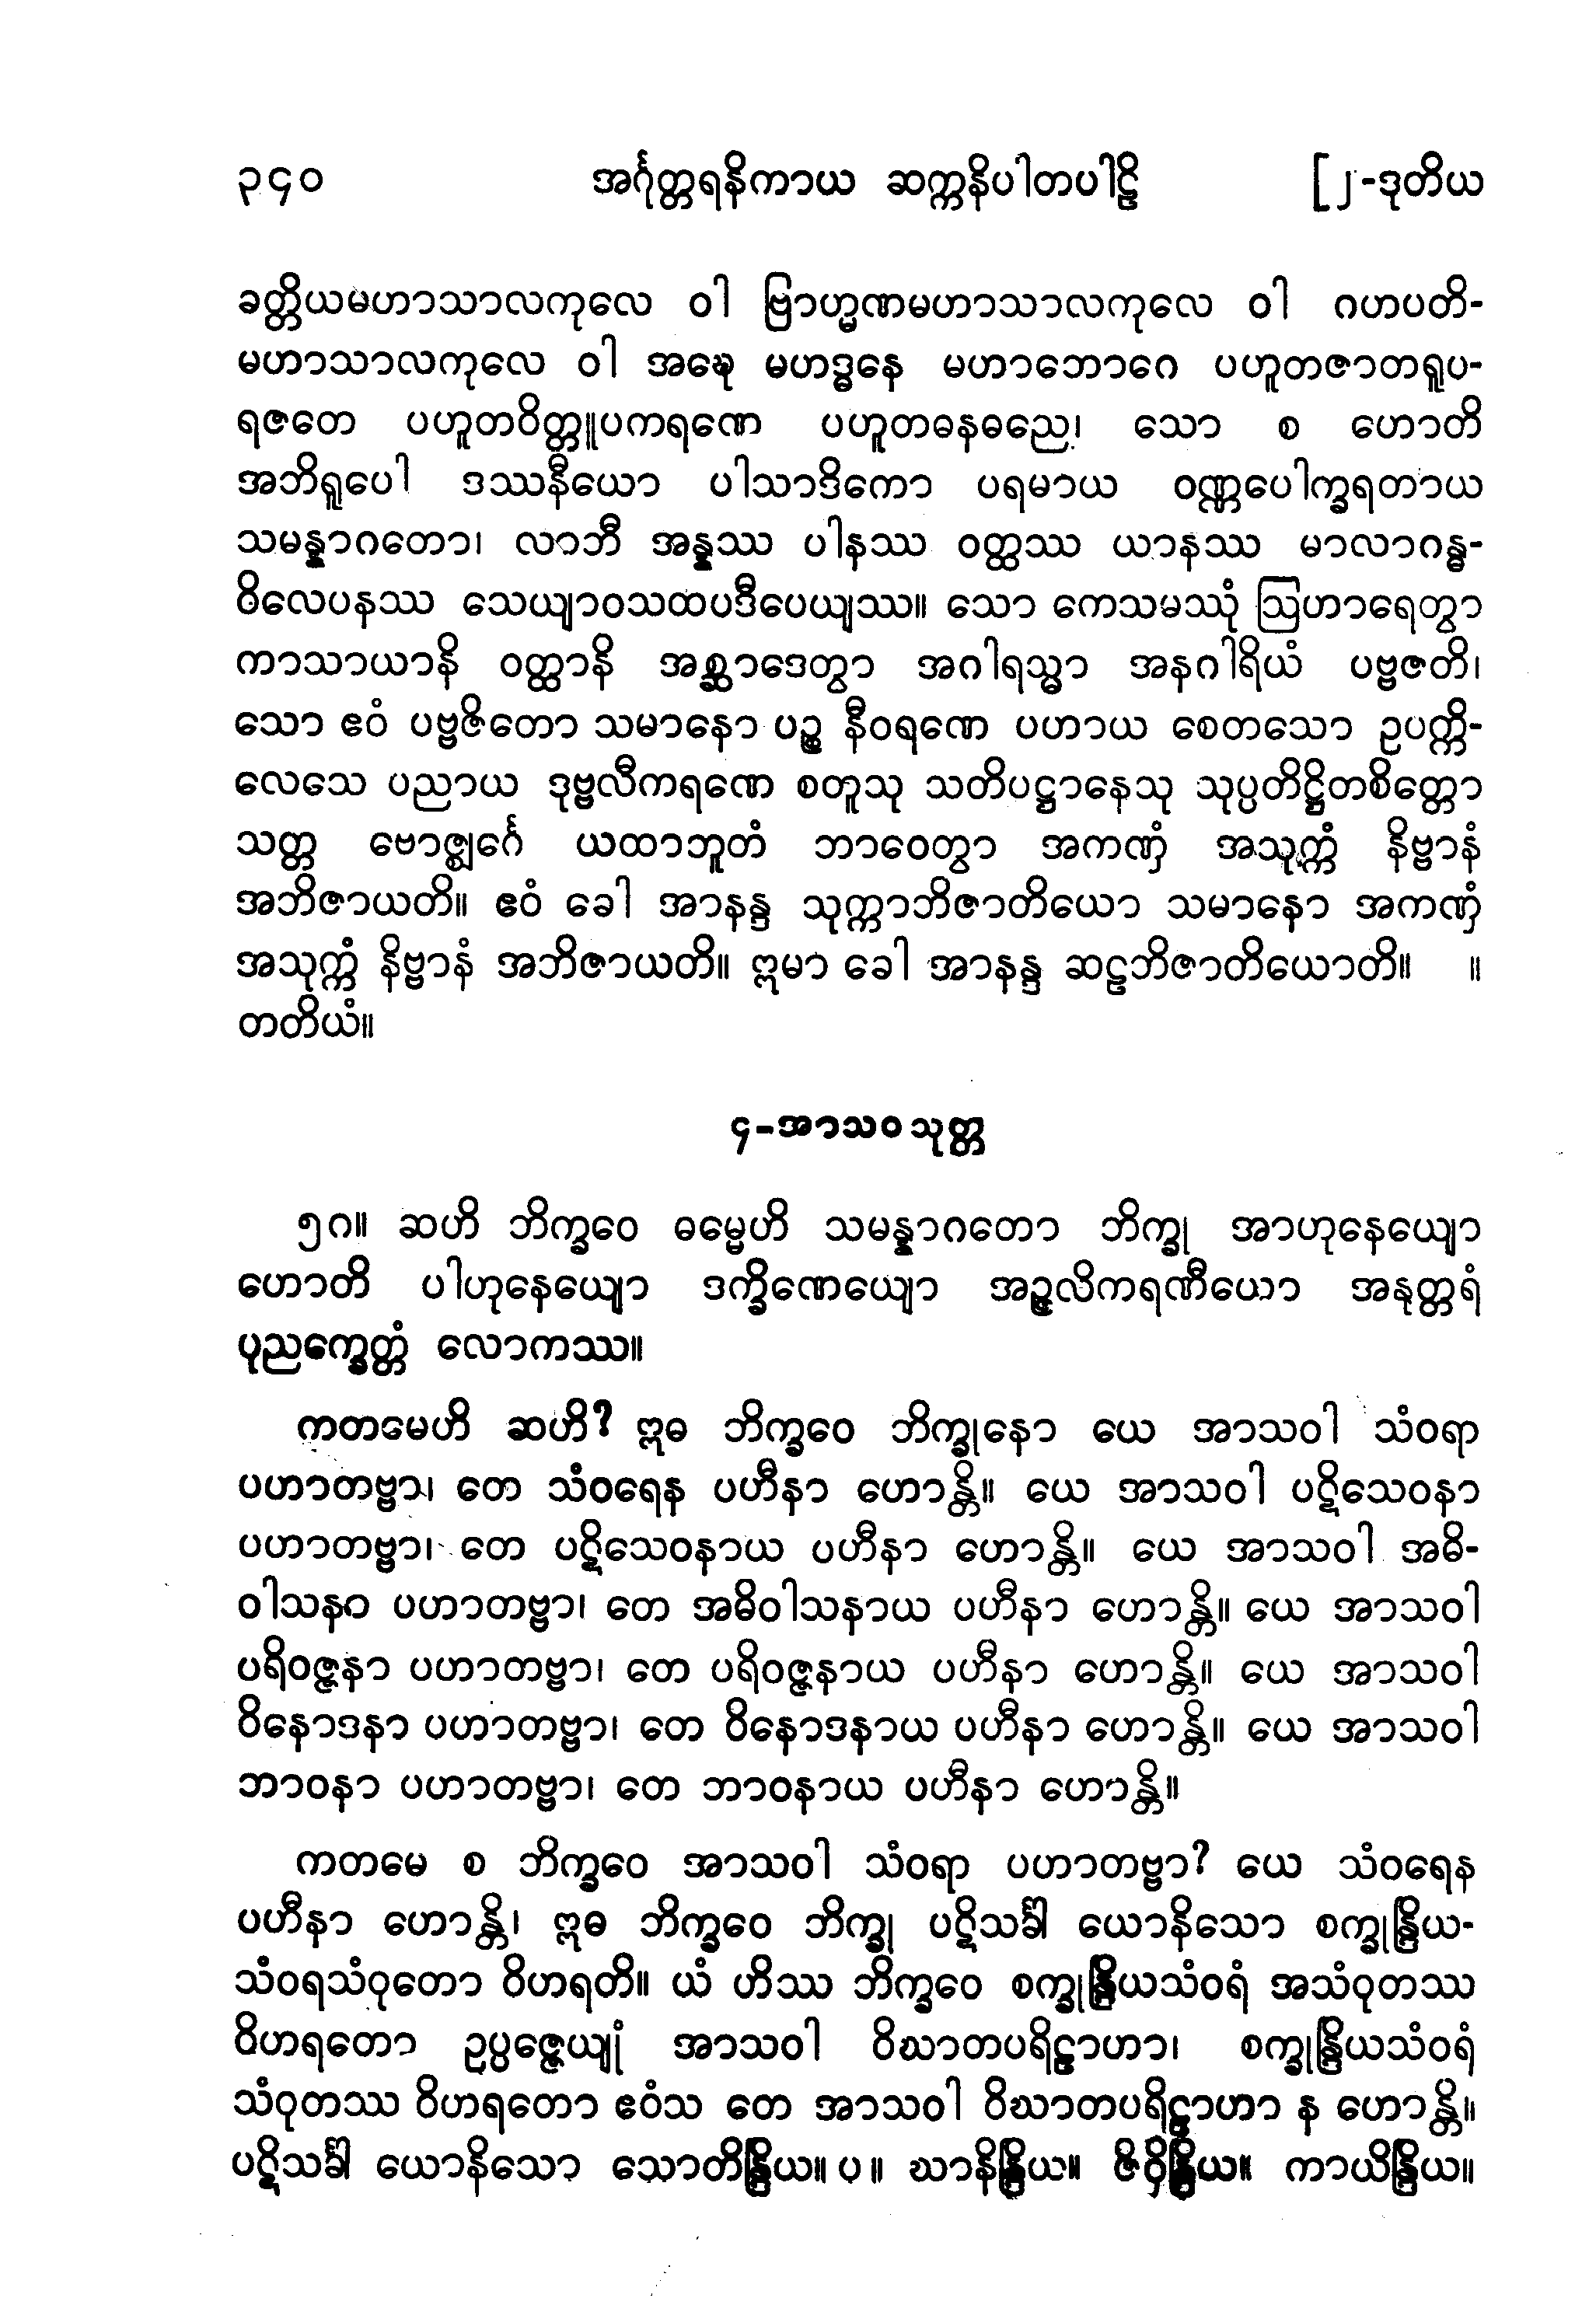 ၃၄၀ အင်္ဂုတ္တရနိကာယ ဆက္ကနိပါတပါဠိ [၂-ဒုတိယ
ခတ္တိယမဟာသာလကုလေ ဝါ ဗြာဟ္မဏမဟာသာလကုလေ ဝါ ဂဟပတိ-
မဟာသာလကုလေ ဝါ အဍ္ဎေ မဟဒ္ဓနေ မဟာဘောဂေ ပဟူတဇာတရူပ-
ရဇတေ ပဟူတဝိတ္တူပကရဏေ ပဟူတဓနဓညေ၊ သော စ ဟောတိ
အဘိရူပေါ ဒဿနီယော ပါသာဒိကော ပရမာယ ဝဏ္ဏပေါက္ခရတာယ
သမန္နာဂတော၊ လာဘီ အန္နဿ ပါနဿ ဝတ္ထဿ ယာနဿ မာလာဂန္ဓ-
ဝိလေပနဿ သေယျာဝသထပဒီပေယျဿ။ သော ကေသမဿုံ ဩဟာရေတွာ
ကာသာယာနိ ဝတ္ထာနိ အစ္ဆာဒေတွာ အဂါရသ္မာ အနဂါရိယံ ပဗ္ဗဇတိ၊
သော ဧဝံ ပဗ္ဗဇိတော သမာနော ပဉ္စ နီဝရဏေ ပဟာယ စေတသော ဥပက္ကိ-
လေသေ ပညာယ ဒုဗ္ဗလီကရဏေ စတူသု သတိပဋ္ဌာနေသု သုပ္ပတိဋ္ဌိတစိတ္တော
သတ္တ ဗောဇ္ဈင်္ဂေ ယထာဘူတံ ဘာဝေတွာ အကဏှံ အသုက္ကံ နိဗ္ဗာနံ
အဘိဇာယတိ။ ဧဝံ ခေါ အာနန္ဒ သုက္ကာဘိဇာတိယော သမာနော အကဏှံ
အသုက္ကံ နိဗ္ဗာနံ အဘိဇာယတိ။ ဣမာ ခေါ အာနန္ဒ ဆဠဘိဇာတိယောတိ။ ။
တတိယံ။
၄-အာသဝသုတ္တ
၅ဂ။ ဆဟိ ဘိက္ခဝေ ဓမ္မေဟိ သမန္နာဂတော ဘိက္ခု အာဟုနေယျော
ဟောတိ ပါဟုနေယျော ဒက္ခိဏေယျော အဉ္ဇလိကရဏီယော အနုတ္တရံ
ပုညက္ခေတ္တံ လောကဿ။
ကတမေဟိ ဆဟိ? ဣဓ ဘိက္ခဝေ ဘိက္ခုနော ယေ အာသဝါ သံဝရာ
ပဟာတဗ္ဗာ၊ တေ သံဝရေန ပဟီနာ ဟောန္တိ။ ယေ အာသဝါ ပဋိသေဝနာ
ပဟာတဗ္ဗာ၊ တေ ပဋိသေဝနာယ ပဟီနာ ဟောန္တိ။ ယေ အာသဝါ အဓိ-
ဝါသနာ ပဟာတဗ္ဗာ၊ တေ အဓိဝါသနာယ ပဟီနာ ဟောန္တိ။ ယေ အာသဝါ
ပရိဝဇ္ဇနာ ပဟာတဗ္ဗာ၊ တေ ပရိဝဇ္ဇနာယ ပဟီနာ ဟောန္တိ။ ယေ အာသဝါ
ဝိနောဒနာ ပဟာတဗ္ဗာ၊ တေ ဝိနောဒနာယ ပဟီနာ ဟောန္တိ။ ယေ အာသဝါ
ဘာဝနာ ပဟာတဗ္ဗာ၊ တေ ဘာဝနာယ ပဟီနာ ဟောန္တိ။
ကတမေ စ ဘိက္ခဝေ အာသဝါ သံဝရာ ပဟာတဗ္ဗာ? ယေ သံဝရေန
ပဟီနာ ဟောန္တိ၊ ဣဓ ဘိက္ခဝေ ဘိက္ခု ပဋိသင်္ခါ ယောနိသော စက္ခုန္ဒြိယ-
သံဝရသံဝုတော ဝိဟရတိ။ ယံ ဟိဿ ဘိက္ခဝေ စက္ခုန္ဒြိယသံဝရံ အသံဝုတဿ
ဝိဟရတော ဥပ္ပဇ္ဇေယျုံ အာသဝါ ဝိဃာတပရိဠာဟာ၊ စက္ခုန္ဒြိယသံဝရံ
သံဝုတဿ ဝိဟရတော ဧဝံသ တေ အာသဝါ ဝိဃာတပရိဠာဟာ န ဟောန္တိ။
ပဋိသင်္ခါ ယောနိသော သောတိန္ဒြိယ။ ပ ။ ဃာနိန္ဒြိယ။ ဇိဝှိန္ဒြိယ။ ကာယိန္ဒြိယ။